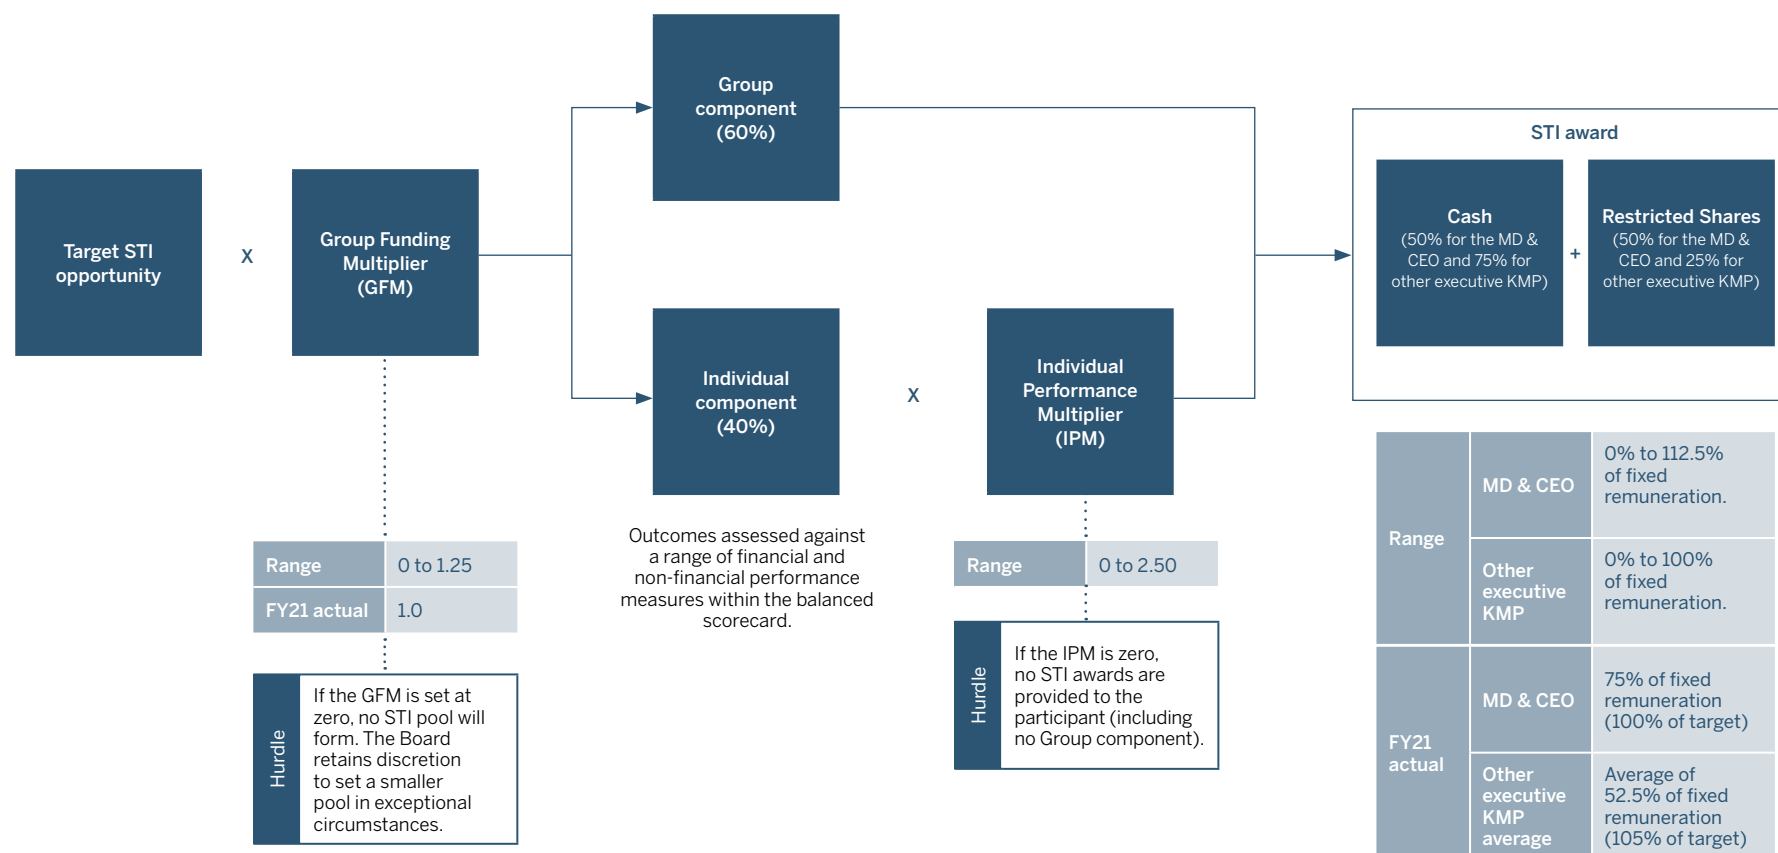 Target STI
opportunity
X
Group Funding
Multiplier
(GFM)
Group
component
(60%)
Individual
component
(40%)
X
Individual
Performance
Multiplier
(IPM)
STI award
Cash
(50% for the MD &
CEO and 75% for
other executive KMP)
+
Restricted Shares
(50% for the MD &
CEO and 25% for
other executive KMP)
Range
0 to 1.25
FY21 actual
1.0
Hurdle
If the GFM is set at
zero, no STI pool will
form. The Board
retains discretion
to set a smaller
pool in exceptional
circumstances.
Outcomes assessed against
a range of financial and
non-financial performance
measures within the balanced
scorecard.
Range
0 to 2.50
Hurdle
If the IPM is zero,
no STI awards are
provided to the
participant (including
no Group component).
Range
MD & CEO
0% to 112.5%
of fixed
remuneration.
Other
executive
KMP
0% to 100%
of fixed
remuneration.
FY21
actual
MD & CEO
75% of fixed
remuneration
(100% of target)
Other
executive
KMP
average
Average of
52.5% of fixed
remuneration
(105% of target)